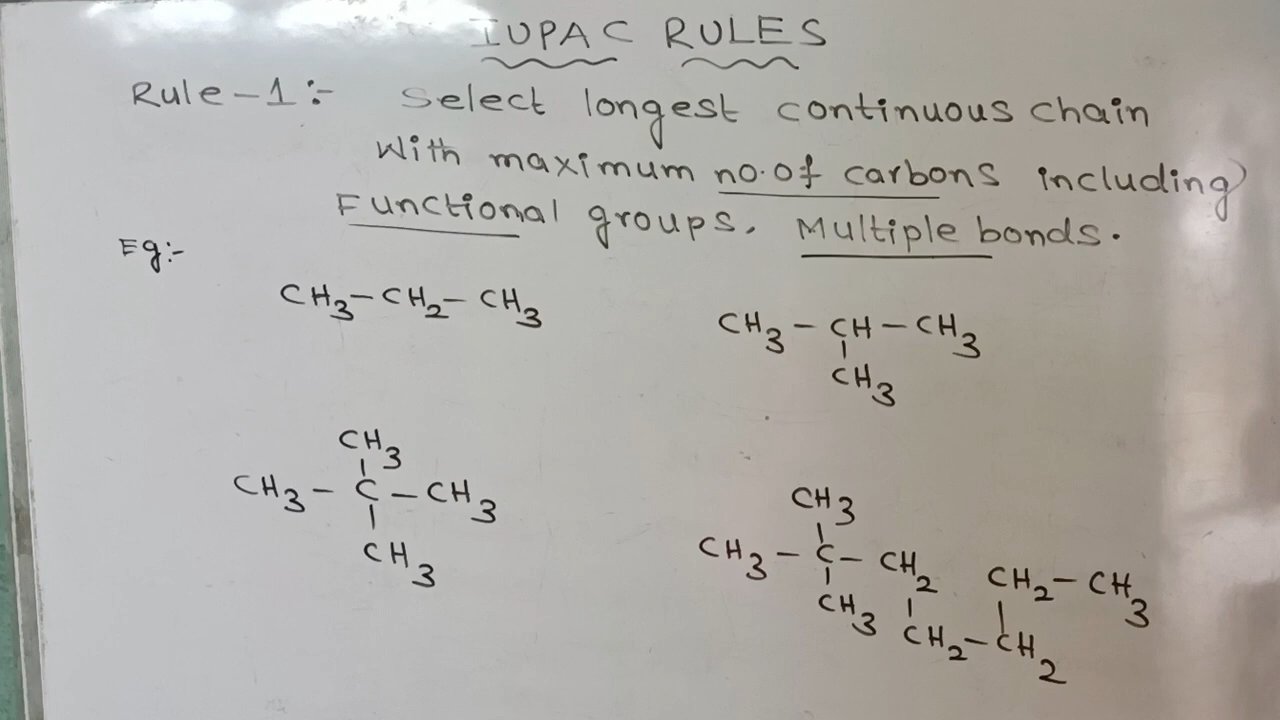 IUPAC RULES
Rule-1:- Select longest continuous chain
With maximum no.of carbons including
Functional groups, Multiple bonds.
Eg:-
CH3-CH2-CH3
CH3-CH-CH3
CH3
CH3
CH3-C-CH3
CH3
CH3
CH3-C-CH2 CH2-CH3
CH3 CH2-CH2